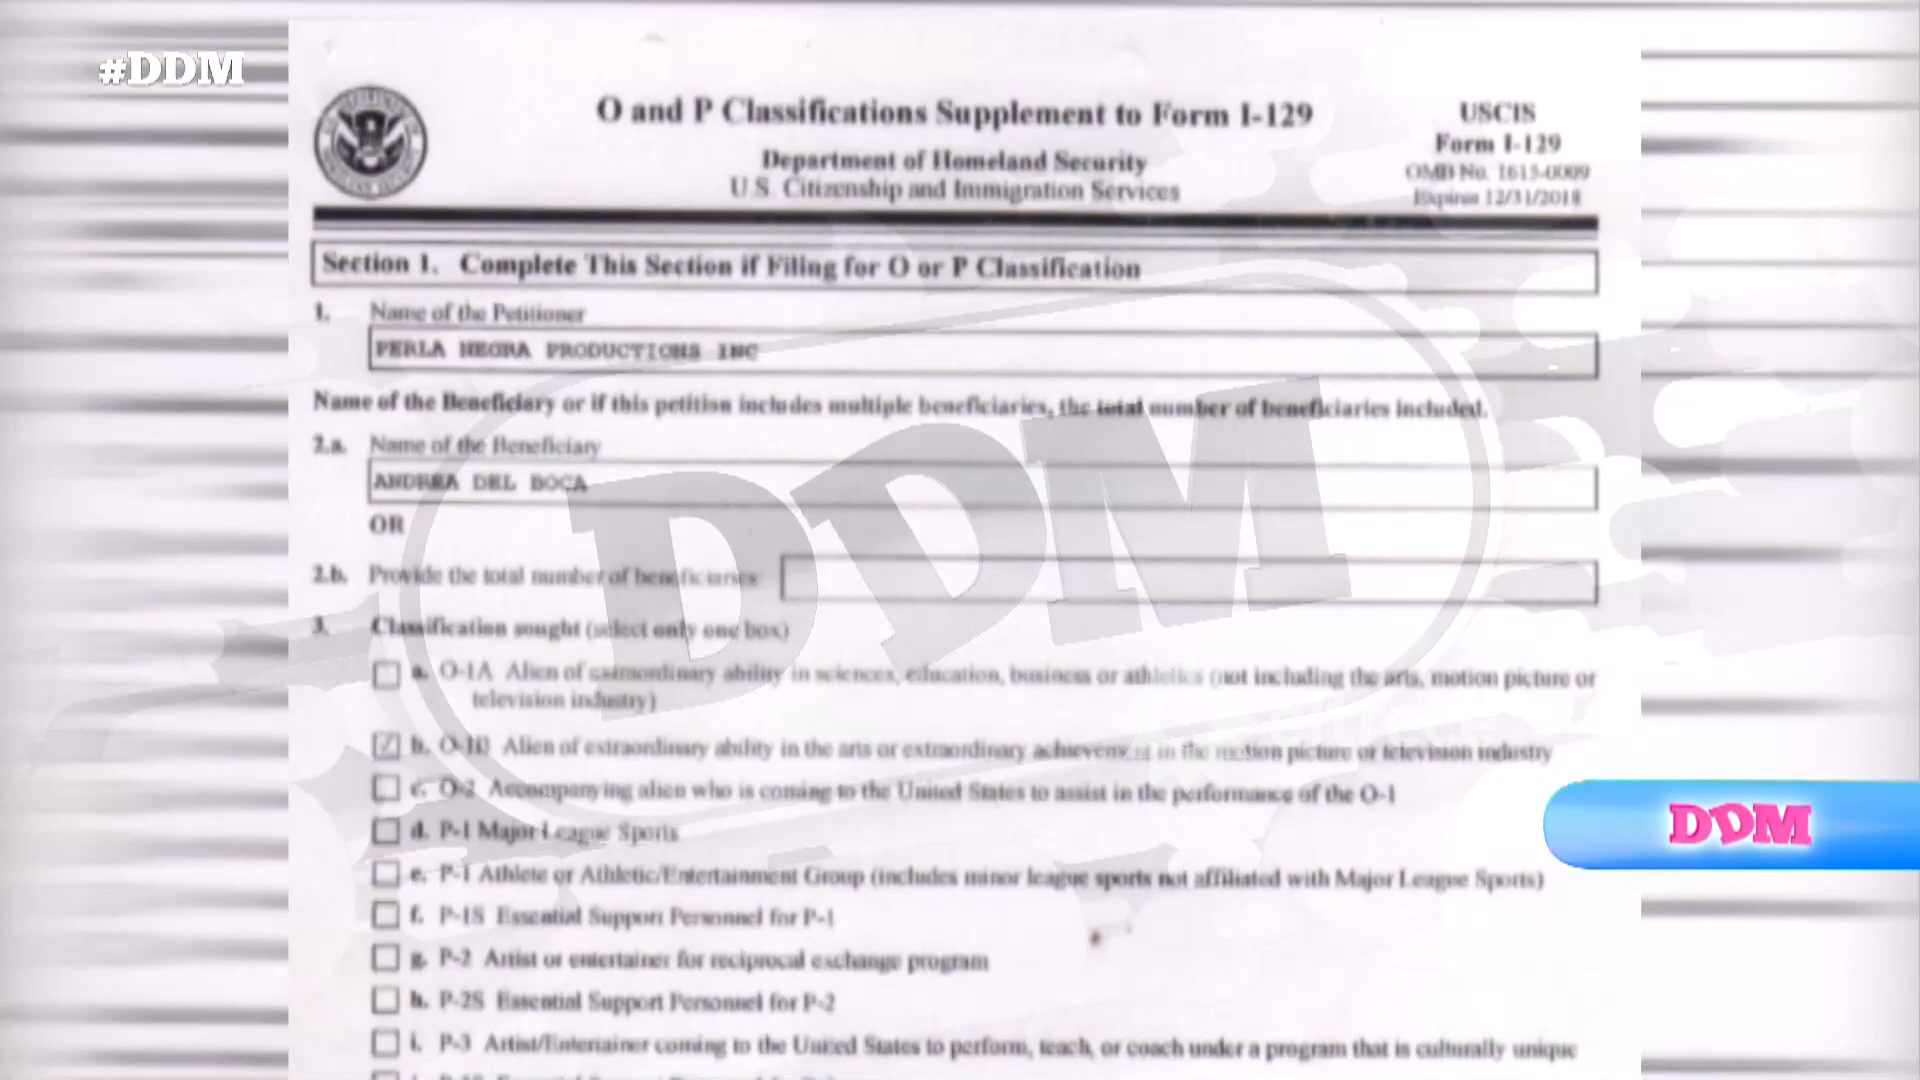 #DDM
O and P Classifications Supplement to Form I-129
Department of Homeland Security
U.S. Citizenship and Immigration Services
USCIS
Form I-129
OMB No. 1615-0009
Expires 12/31/2018
Section 1. Complete This Section if Filing for O or P Classification
1. Name of the Petitioner
PERLA NEGRA PRODUCTIONS INC
Name of the Beneficiary or if this petition includes multiple beneficiaries, the total number of beneficiaries included.
2.a. Name of the Beneficiary
ANDREA DEL BOCA
OR
2.b. Provide the total number of beneficiaries:
3. Classification sought (select only one box)
a. O-1A Alien of extraordinary ability in sciences, education, business or athletics (not including the arts, motion picture or
television industry)
b. O-1B Alien of extraordinary ability in the arts or extraordinary achievement in the motion picture or television industry
c. O-2 Accompanying alien who is coming to the United States to assist in the performance of the O-1
d. P-1 Major League Sports
e. P-1 Athlete or Athletic/Entertainment Group (includes minor league sports not affiliated with Major League Sports)
f. P-1S Essential Support Personnel for P-1
g. P-2 Artist or entertainer for reciprocal exchange program
h. P-2S Essential Support Personnel for P-2
i. P-3 Artist/Entertainer coming to the United States to perform, teach, or coach under a program that is culturally unique
DDM
DDM